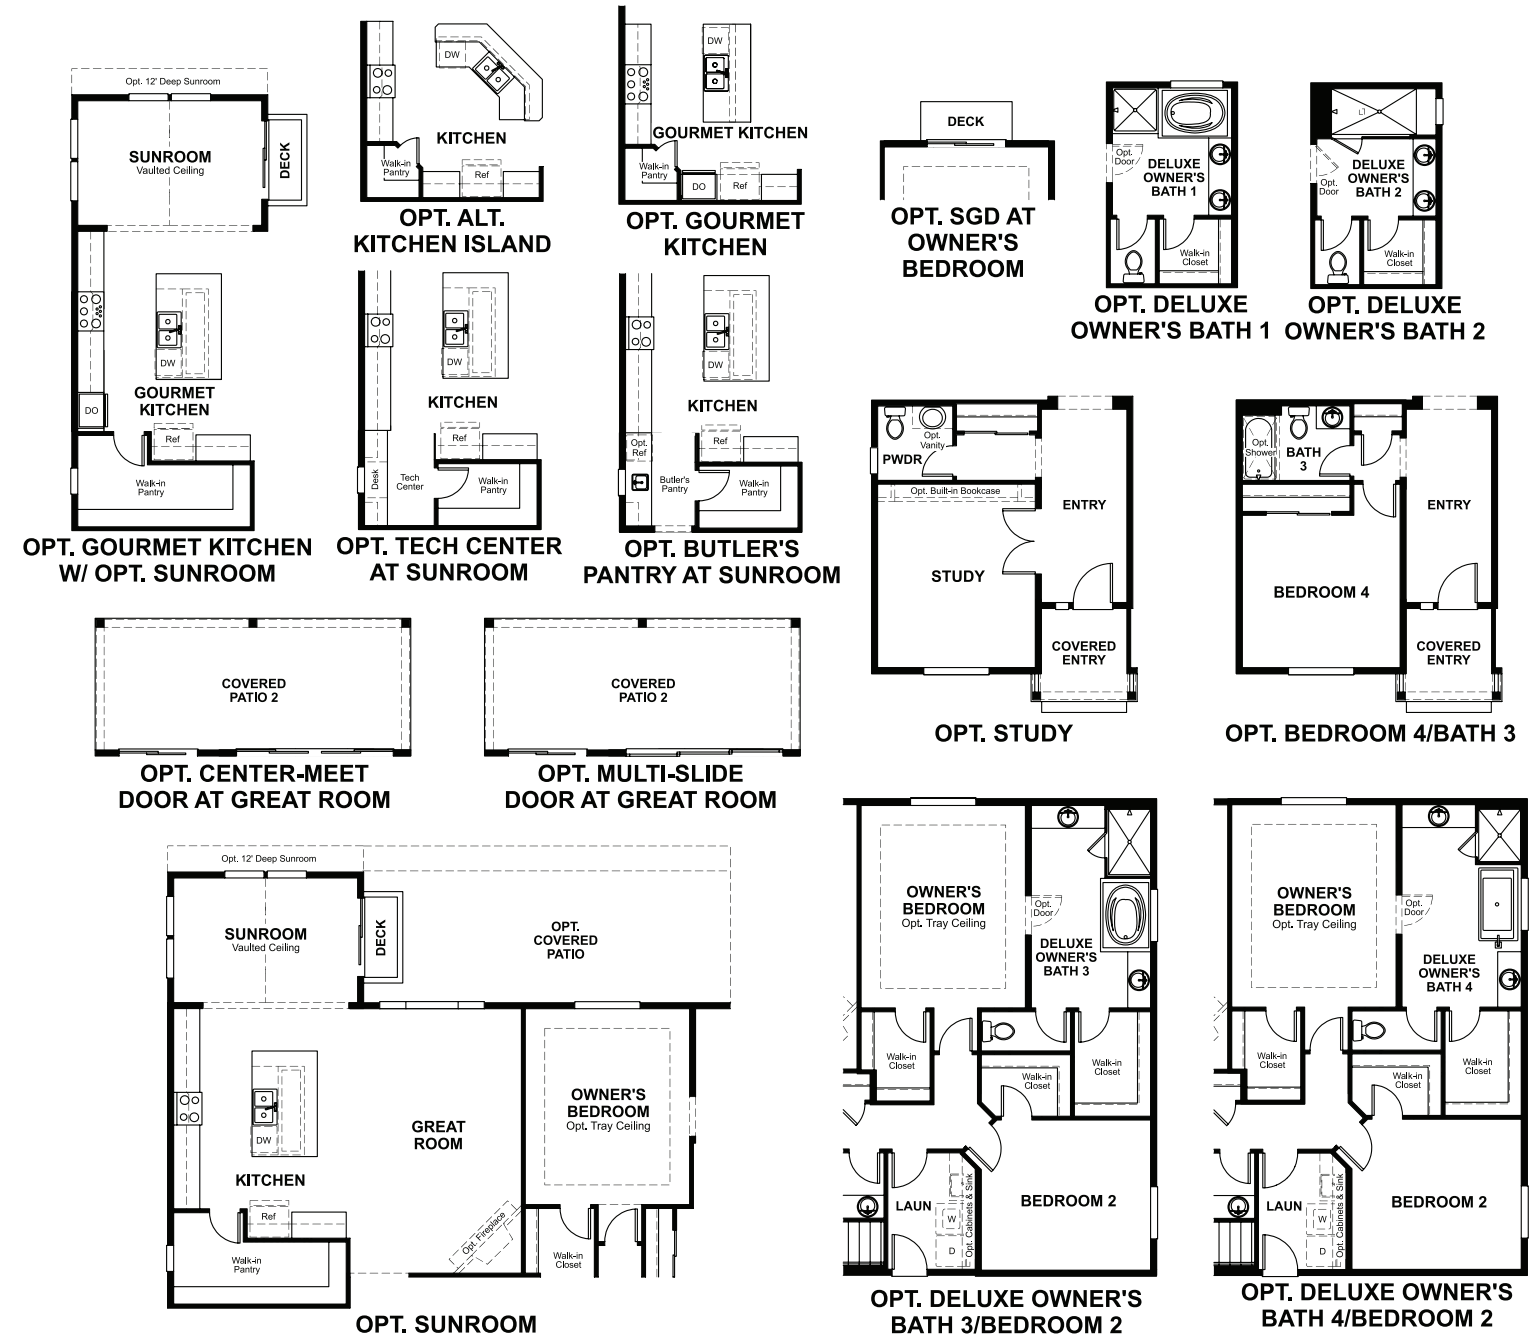 Opt. 12' Deep Sunroom
SUNROOM
Vaulted Ceiling
DECK
GOURMET
KITCHEN
DW
DO
Ref
Walk-in
Pantry
OPT. GOURMET KITCHEN
W/ OPT. SUNROOM
DW
KITCHEN
Walk-in
Pantry
Ref
OPT. ALT.
KITCHEN ISLAND
DW
GOURMET KITCHEN
Walk-in
Pantry
DO
Ref
OPT. GOURMET
KITCHEN
DW
KITCHEN
Ref
Desk
Tech
Center
Walk-in
Pantry
OPT. TECH CENTER
AT SUNROOM
DW
KITCHEN
Opt.
Ref
Ref
Butler's
Pantry
Walk-in
Pantry
OPT. BUTLER'S
PANTRY AT SUNROOM
DECK
OPT. SGD AT
OWNER'S
BEDROOM
Opt.
Door
DELUXE
OWNER'S
BATH 1
Walk-in
Closet
OPT. DELUXE
OWNER'S BATH 1
Opt.
Door
DELUXE
OWNER'S
BATH 2
Walk-in
Closet
OPT. DELUXE
OWNER'S BATH 2
Opt.
Vanity
PWDR
Opt. Built-in Bookcase
ENTRY
STUDY
COVERED
ENTRY
OPT. STUDY
Opt.
Shower
BATH
3
ENTRY
BEDROOM 4
COVERED
ENTRY
OPT. BEDROOM 4/BATH 3
COVERED
PATIO 2
OPT. CENTER-MEET
DOOR AT GREAT ROOM
COVERED
PATIO 2
OPT. MULTI-SLIDE
DOOR AT GREAT ROOM
Opt. 12' Deep Sunroom
SUNROOM
Vaulted Ceiling
DECK
OPT.
COVERED
PATIO
OWNER'S
BEDROOM
Opt. Tray Ceiling
GREAT
ROOM
DW
KITCHEN
Ref
Walk-in
Pantry
Opt. Fireplace
Walk-in
Closet
OPT. SUNROOM
OWNER'S
BEDROOM
Opt. Tray Ceiling
Opt.
Door
DELUXE
OWNER'S
BATH 3
Walk-in
Closet
Walk-in
Closet
Walk-in
Closet
LAUN
W
D
Opt. Cabinets & Sink
BEDROOM 2
OPT. DELUXE OWNER'S
BATH 3/BEDROOM 2
OWNER'S
BEDROOM
Opt. Tray Ceiling
Opt.
Door
DELUXE
OWNER'S
BATH 4
Walk-in
Closet
Walk-in
Closet
Walk-in
Closet
LAUN
W
D
Opt. Cabinets & Sink
BEDROOM 2
OPT. DELUXE OWNER'S
BATH 4/BEDROOM 2